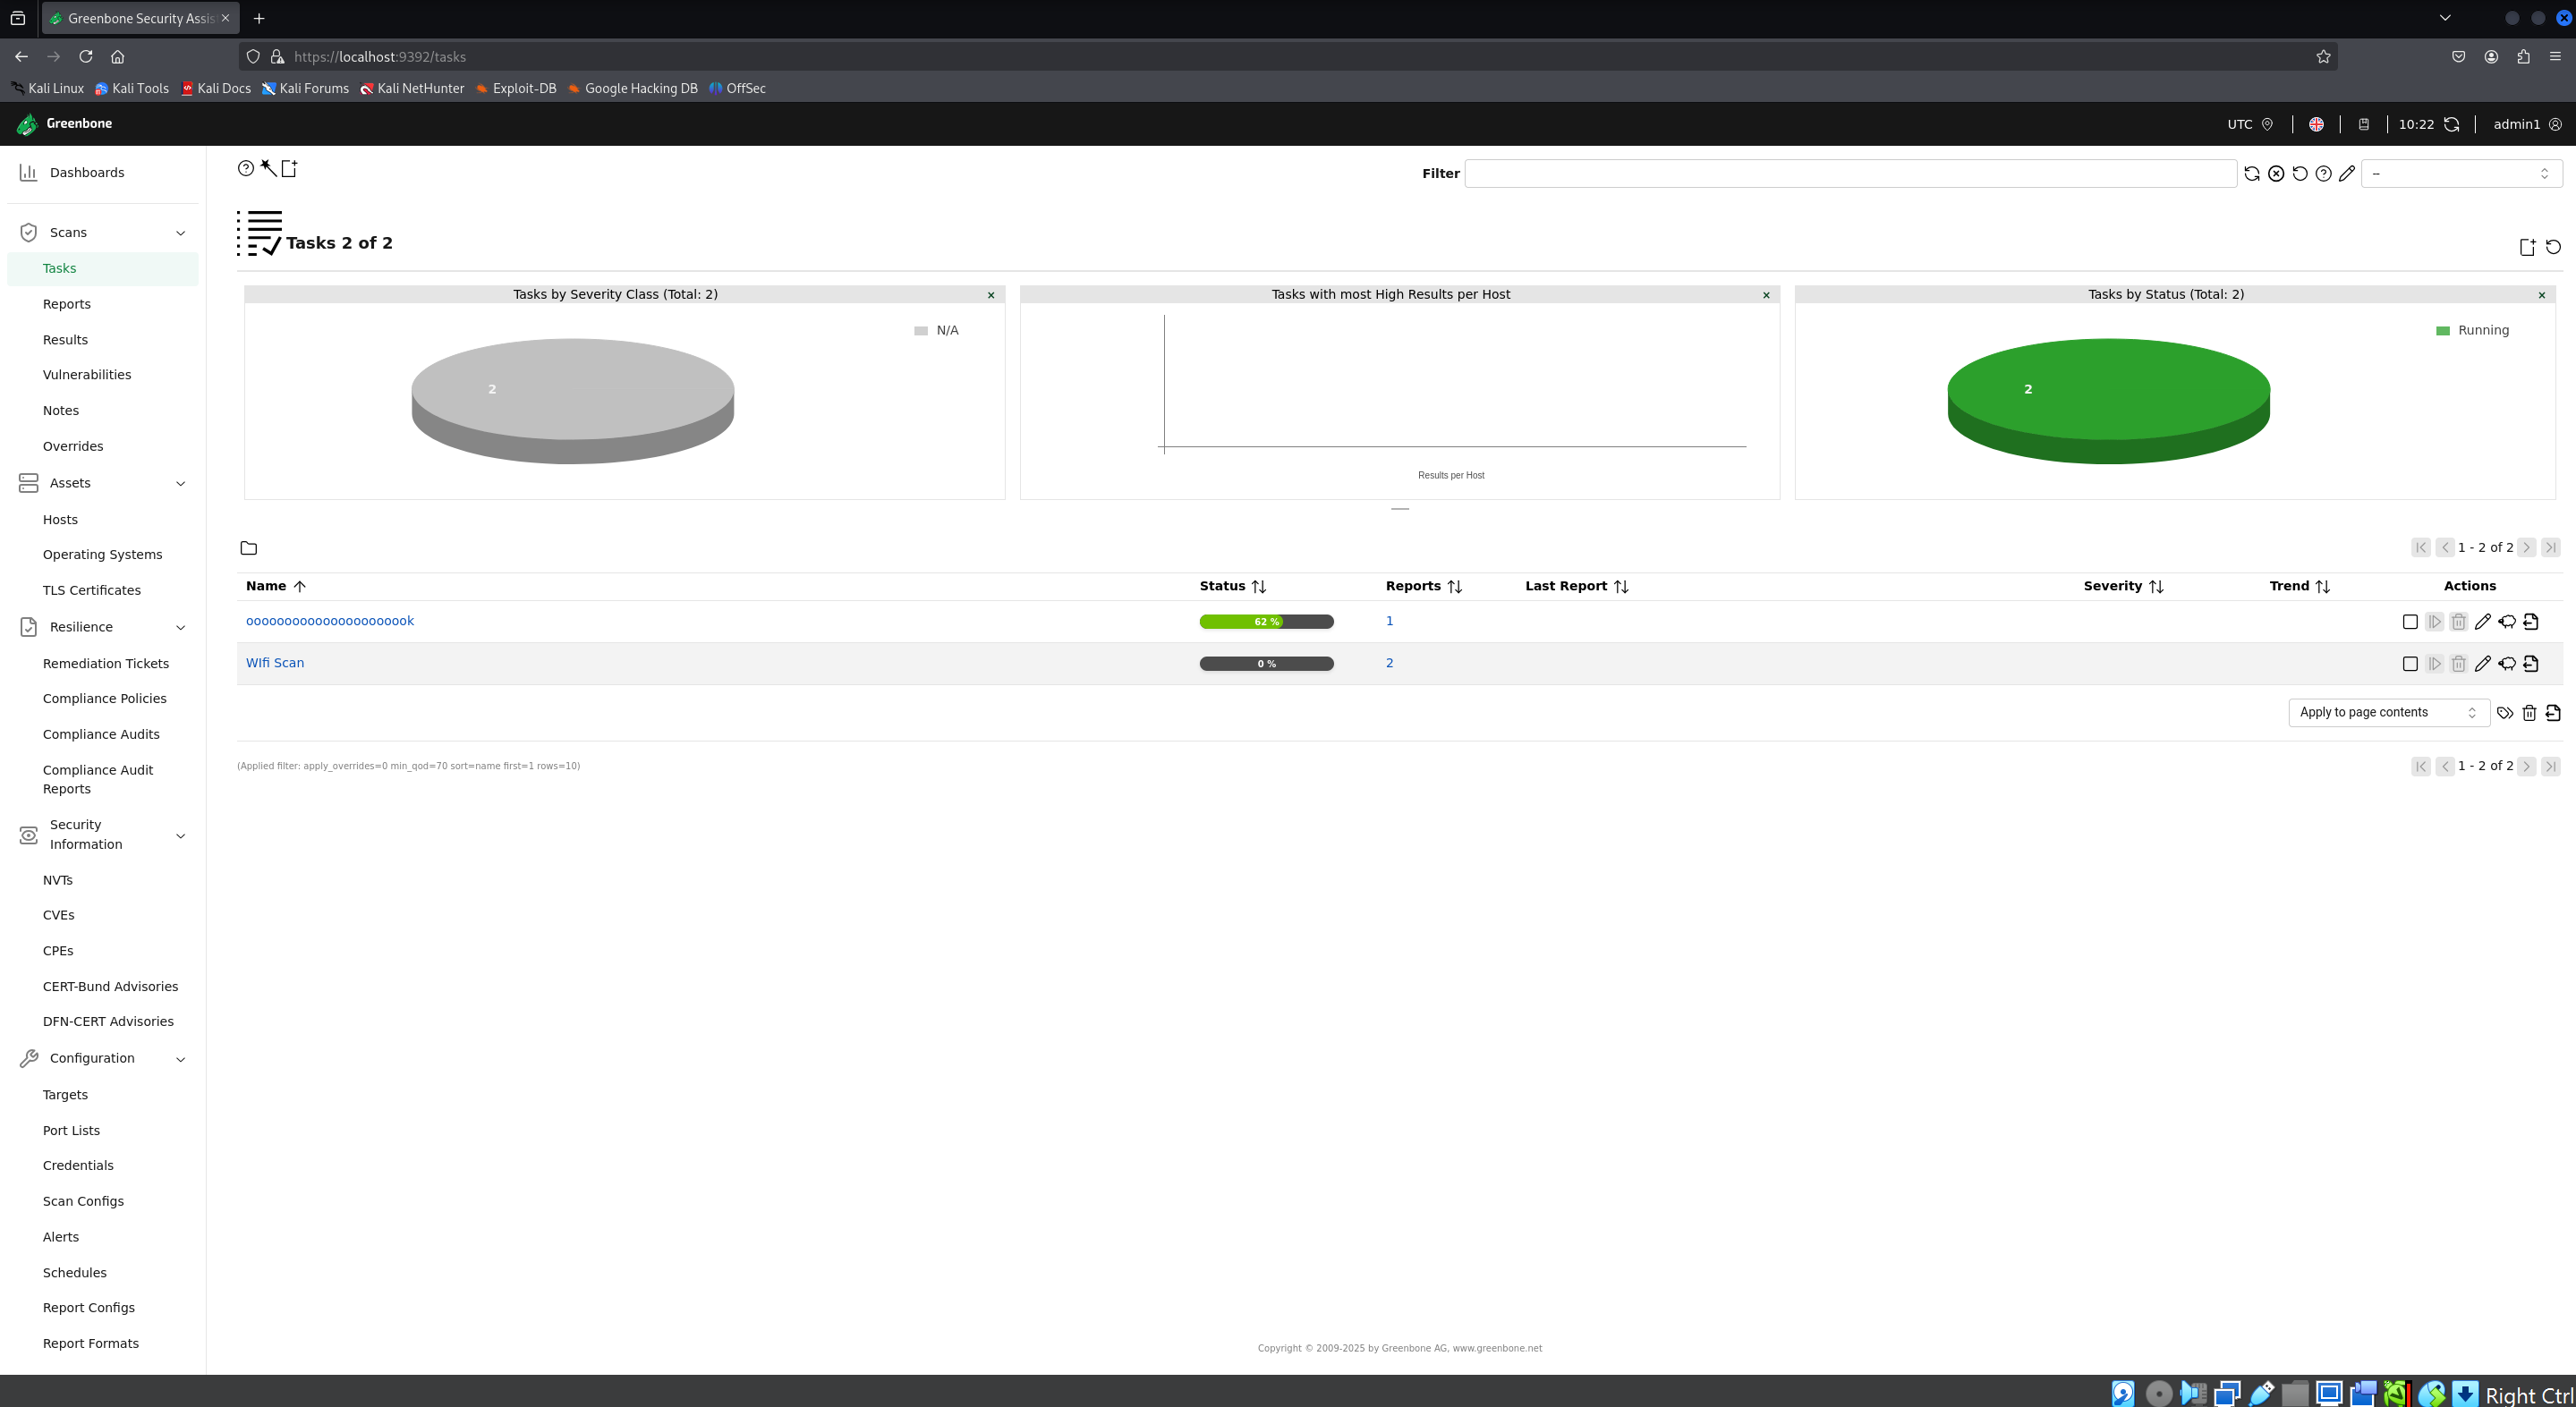 Greenbone Security Assis
https://localhost:9392/tasks
Kali Linux Kali Tools Kali Docs Kali Forums Kali NetHunter Exploit-DB Google Hacking DB OffSec
Greenbone UTC 10:22 admin1
Dashboards
Scans
Tasks
Reports
Results
Vulnerabilities
Notes
Overrides
Assets
Hosts
Operating Systems
TLS Certificates
Resilience
Remediation Tickets
Compliance Policies
Compliance Audits
Compliance Audit
Reports
Security
Information
NVTs
CVEs
CPEs
CERT-Bund Advisories
DFN-CERT Advisories
Configuration
Targets
Port Lists
Credentials
Scan Configs
Alerts
Schedules
Report Configs
Report Formats
Filter --
Tasks 2 of 2
Tasks by Severity Class (Total: 2)
N/A
2
Tasks with most High Results per Host
Results per Host
Tasks by Status (Total: 2)
Running
2
1 - 2 of 2
Name Status Reports Last Report Severity Trend Actions
oooooooooooooooooooook 62 % 1
WIfi Scan 0 % 2
Apply to page contents
(Applied filter: apply_overrides=0 min_qod=70 sort=name first=1 rows=10) 1 - 2 of 2
Copyright © 2009-2025 by Greenbone AG, www.greenbone.net
Right Ctrl